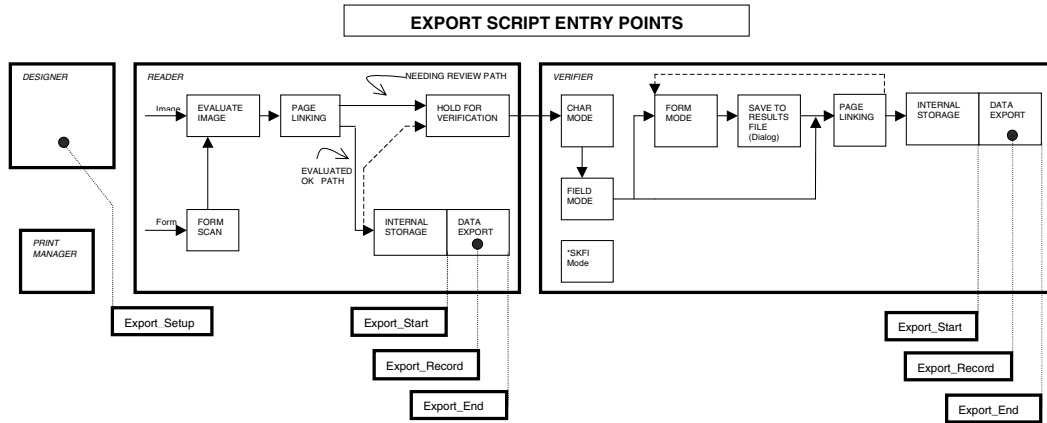 EXPORT SCRIPT ENTRY POINTS
DESIGNER
PRINT
MANAGER
Export_Setup
READER
Image
EVALUATE
IMAGE
PAGE
LINKING
NEEDING REVIEW PATH
HOLD FOR
VERIFICATION
EVALUATED
OK PATH
Form
FORM
SCAN
INTERNAL
STORAGE
DATA
EXPORT
Export_Start
Export_Record
Export_End
VERIFIER
CHAR
MODE
FORM
MODE
SAVE TO
RESULTS
FILE
(Dialog)
PAGE
LINKING
INTERNAL
STORAGE
DATA
EXPORT
FIELD
MODE
*SKFI
Mode
Export_Start
Export_Record
Export_End